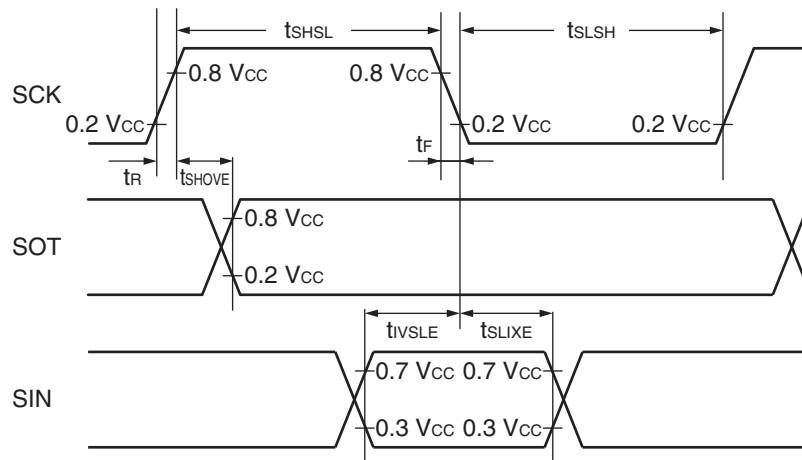 tSHSL tSLSH
SCK 0.8 VCC 0.8 VCC
0.2 VCC 0.2 VCC 0.2 VCC
tR tSHOVE tF
SOT 0.8 VCC
0.2 VCC
tIVSLE tSLIXE
SIN 0.7 VCC 0.7 VCC
0.3 VCC 0.3 VCC